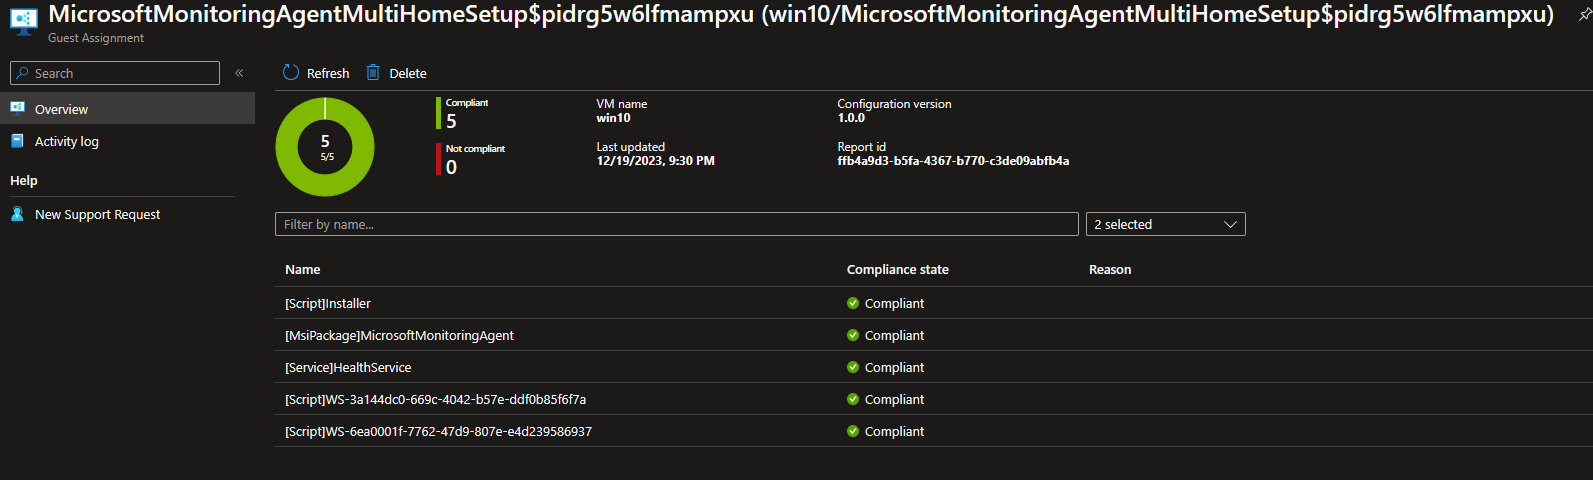 MicrosoftMonitoringAgentMultiHomeSetup$pidrg5w6lfmampxu (win10/MicrosoftMonitoringAgentMultiHomeSetup$pidrg5w6lfmampxu)
Guest Assignment
Search
«
Overview
Activity log
Help
New Support Request
Refresh
Delete
5
5/5
Compliant
5
Not compliant
0
VM name
win10
Last updated
12/19/2023, 9:30 PM
Configuration version
1.0.0
Report id
ffb4a9d3-b5fa-4367-b770-c3de09abfb4a
Filter by name...
2 selected
Name Compliance state Reason
[Script]Installer Compliant
[MsiPackage]MicrosoftMonitoringAgent Compliant
[Service]HealthService Compliant
[Script]WS-3a144dc0-669c-4042-b57e-ddf0b85f6f7a Compliant
[Script]WS-6ea0001f-7762-47d9-807e-e4d239586937 Compliant